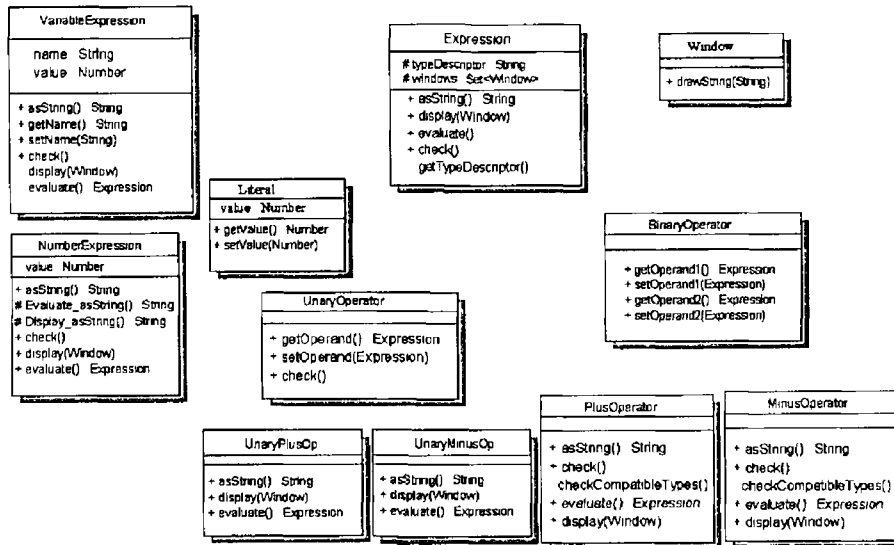 VariableExpression
name String
value Number
+ asString() String
+ getName() String
+ setName(String)
+ check()
display(Window)
evaluate() Expression
Expression
# typeDescriptor String
# windows Set<Window>
+ asString() String
+ display(Window)
+ evaluate()
+ check()
getTypeDescriptor()
Window
+ drawString(String)
Literal
value Number
+ getValue() Number
+ setValue(Number)
NumberExpression
value Number
+ asString() String
# Evaluate_asString() String
# Display_asString() String
+ check()
+ display(Window)
+ evaluate() Expression
BinaryOperator
+ getOperand1() Expression
+ setOperand1(Expression)
+ getOperand2() Expression
+ setOperand2(Expression)
UnaryOperator
+ getOperand() Expression
+ setOperand(Expression)
+ check()
UnaryPlusOp
+ asString() String
+ display(Window)
+ evaluate() Expression
UnaryMinusOp
+ asString() String
+ display(Window)
+ evaluate() Expression
PlusOperator
+ asString() String
+ check()
checkCompatibleTypes()
+ evaluate() Expression
+ display(Window)
MinusOperator
+ asString() String
+ check()
checkCompatibleTypes()
+ evaluate() Expression
+ display(Window)